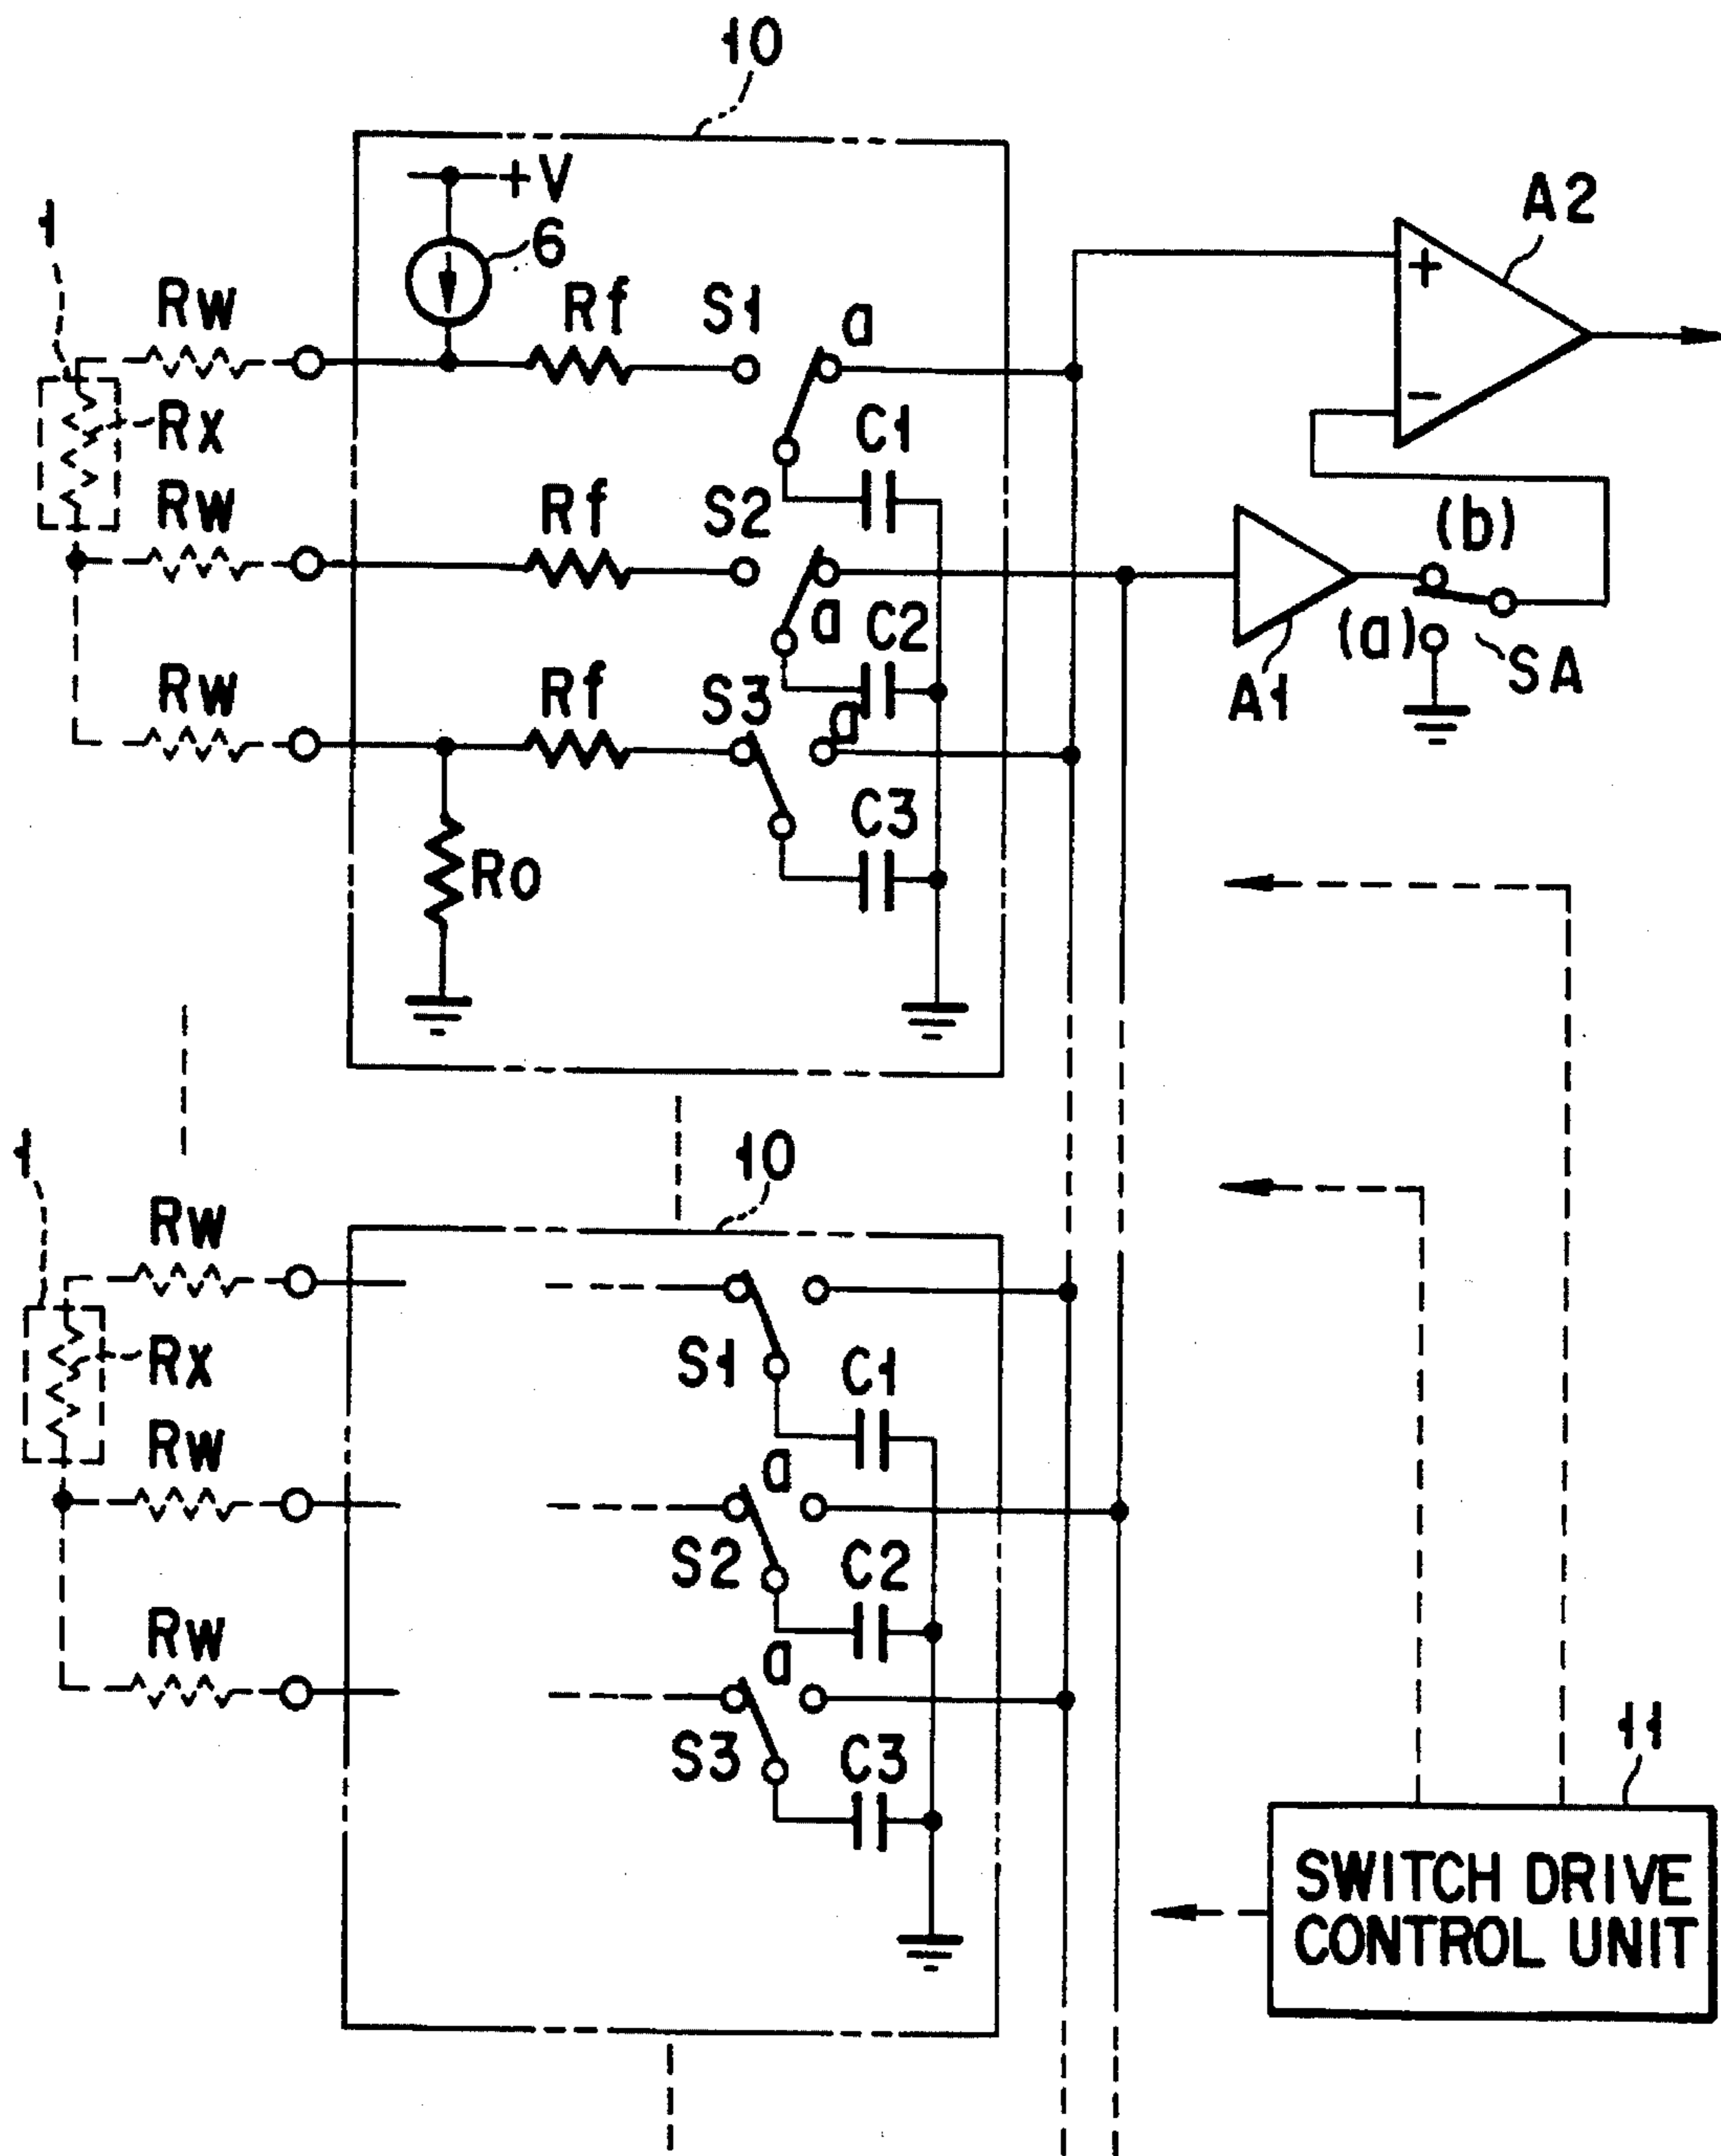 10
+V
1
6
A2
Rw
Rf
S1
a
+
Rx
C1
-
Rw
Rf
S2
(b)
a
C2
(a)
SA
Rw
Rf
S3
a
A1
C3
Ro
1
10
Rw
Rx
S1
C1
Rw
a
S2
C2
Rw
a
S3
C3
11
SWITCH DRIVE
CONTROL UNIT